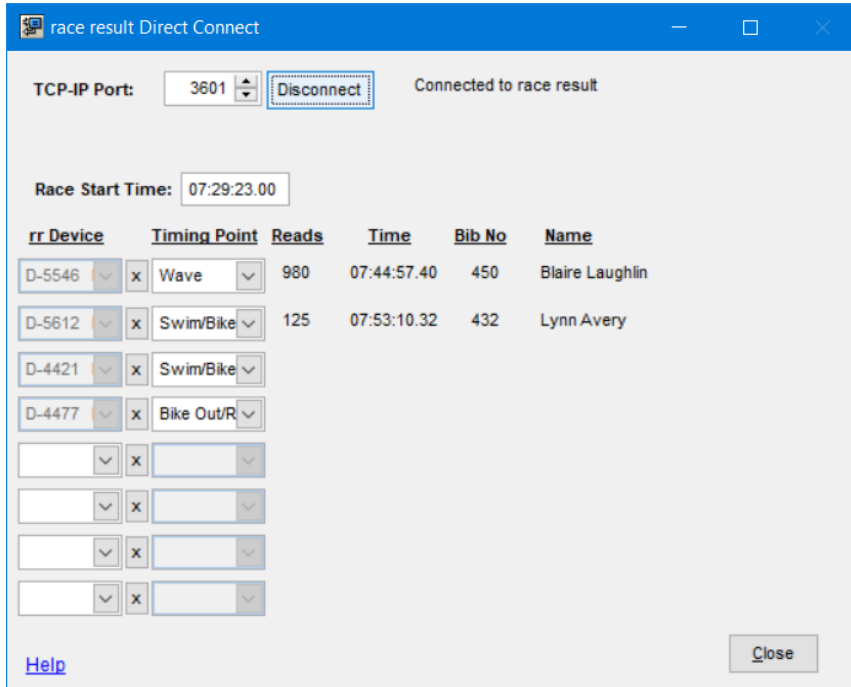 race result Direct Connect
TCP-IP Port: 3601 Disconnect Connected to race result
Race Start Time: 07:29:23.00
rr Device Timing Point Reads Time Bib No Name
D-5546 x Wave 980 07:44:57.40 450 Blaire Laughlin
D-5612 x Swim/Bike 125 07:53:10.32 432 Lynn Avery
D-4421 x Swim/Bike
D-4477 x Bike Out/R
x
x
x
x
Help
Close